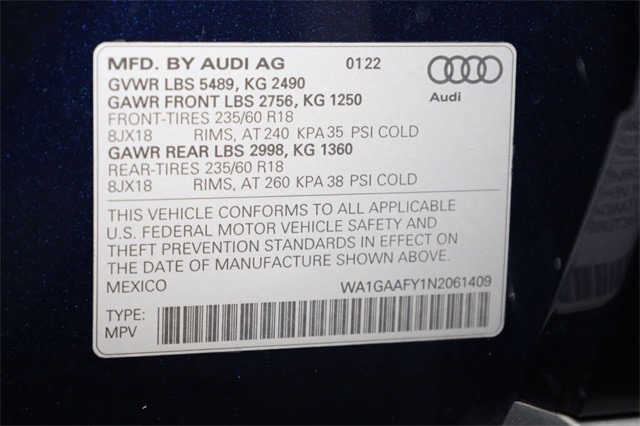 MFD. BY AUDI AG 0122
GVWR LBS 5489, KG 2490
GAWR FRONT LBS 2756, KG 1250
Audi
FRONT-TIRES 235/60 R18
8JX18 RIMS, AT 240 KPA 35 PSI COLD
GAWR REAR LBS 2998, KG 1360
REAR-TIRES 235/60 R18
8JX18 RIMS, AT 260 KPA 38 PSI COLD
THIS VEHICLE CONFORMS TO ALL APPLICABLE
U.S. FEDERAL MOTOR VEHICLE SAFETY AND
THEFT PREVENTION STANDARDS IN EFFECT ON
THE DATE OF MANUFACTURE SHOWN ABOVE.
MEXICO WA1GAAFY1N2061409
TYPE:
MPV